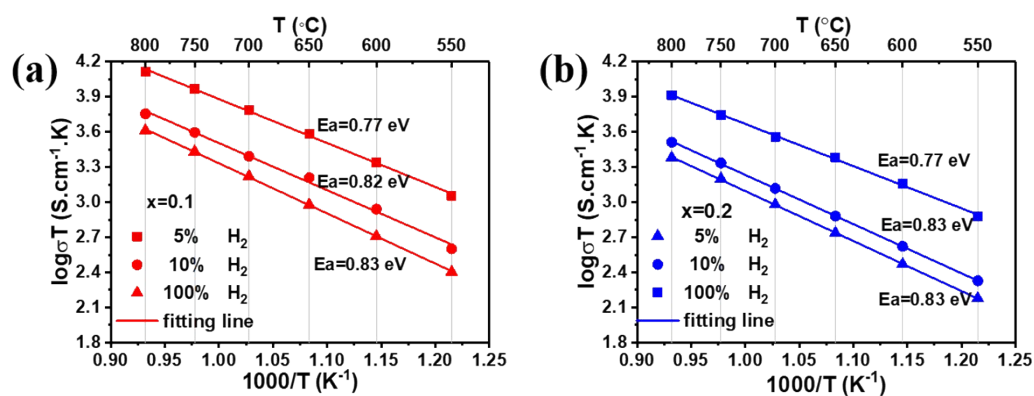 (a)
T (◦C)
800 750 700 650 600 550
logσT (S.cm⁻¹.K)
4.2
3.9
3.6
3.3
3.0
2.7
2.4
2.1
1.8
Ea=0.77 eV
Ea=0.82 eV
Ea=0.83 eV
x=0.1
5% H₂
10% H₂
100% H₂
fitting line
0.90 0.95 1.00 1.05 1.10 1.15 1.20 1.25
1000/T (K⁻¹)
(b)
T (°C)
800 750 700 650 600 550
logσT (S.cm⁻¹.K)
4.2
3.9
3.6
3.3
3.0
2.7
2.4
2.1
1.8
Ea=0.77 eV
Ea=0.83 eV
Ea=0.83 eV
x=0.2
5% H₂
10% H₂
100% H₂
fitting line
0.90 0.95 1.00 1.05 1.10 1.15 1.20 1.25
1000/T (K⁻¹)